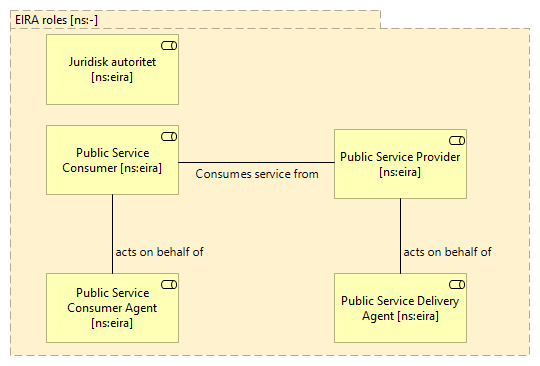 EIRA roles [ns:-]
Juridisk autoritet
[ns:eira]
Public Service
Consumer [ns:eira]
Public Service Provider
[ns:eira]
Consumes service from
acts on behalf of
acts on behalf of
Public Service
Consumer Agent
[ns:eira]
Public Service Delivery
Agent [ns:eira]